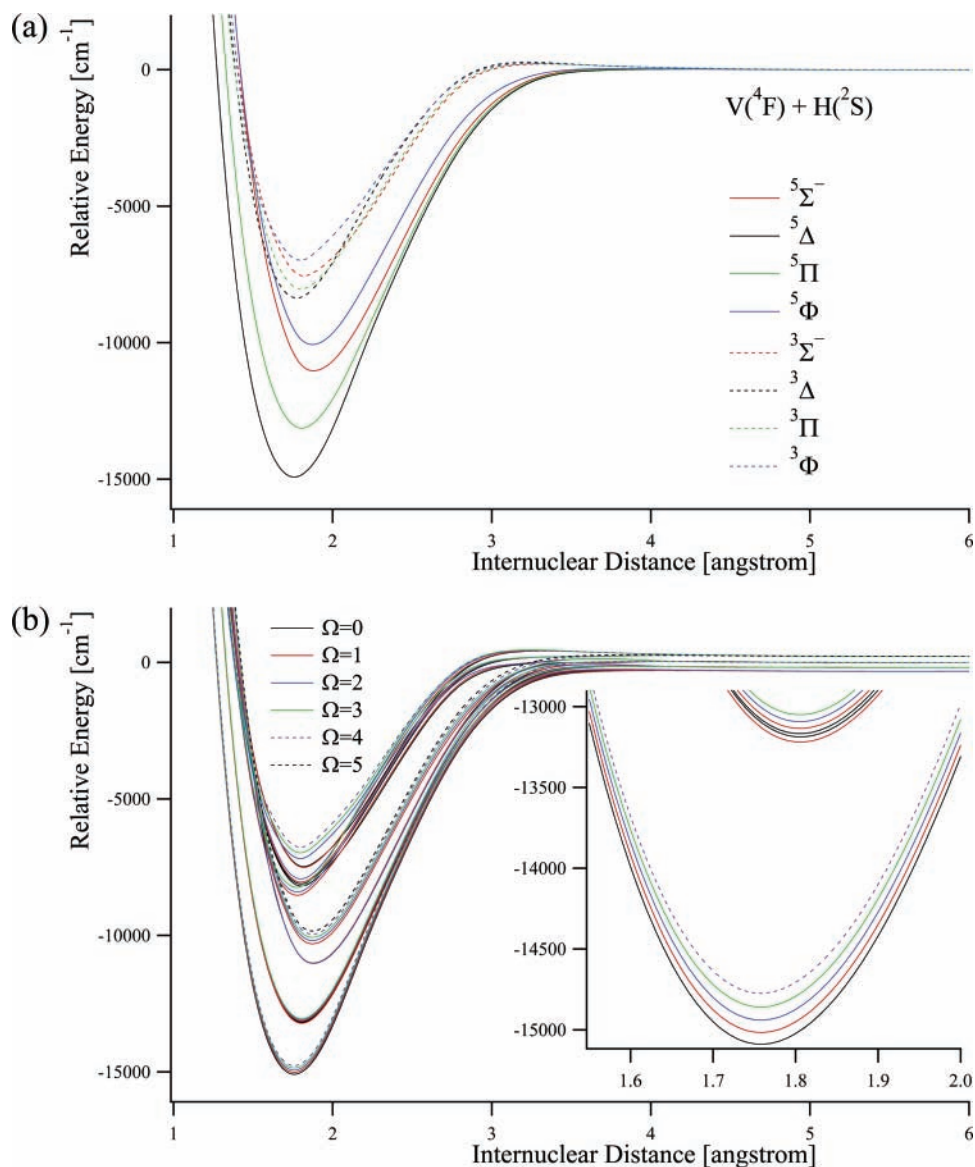 (a)
Relative Energy [cm⁻¹]
0
-5000
-10000
-15000
V(⁴F) + H(²S)
⁵Σ⁻
⁵Δ
⁵Π
⁵Φ
³Σ⁻
³Δ
³Π
³Φ
1 2 3 4 5 6
Internuclear Distance [angstrom]
(b)
Relative Energy [cm⁻¹]
0
-5000
-10000
-15000
Ω=0
Ω=1
Ω=2
Ω=3
Ω=4
Ω=5
-13000
-13500
-14000
-14500
-15000
1.6 1.7 1.8 1.9 2.0
1 2 3 4 5 6
Internuclear Distance [angstrom]